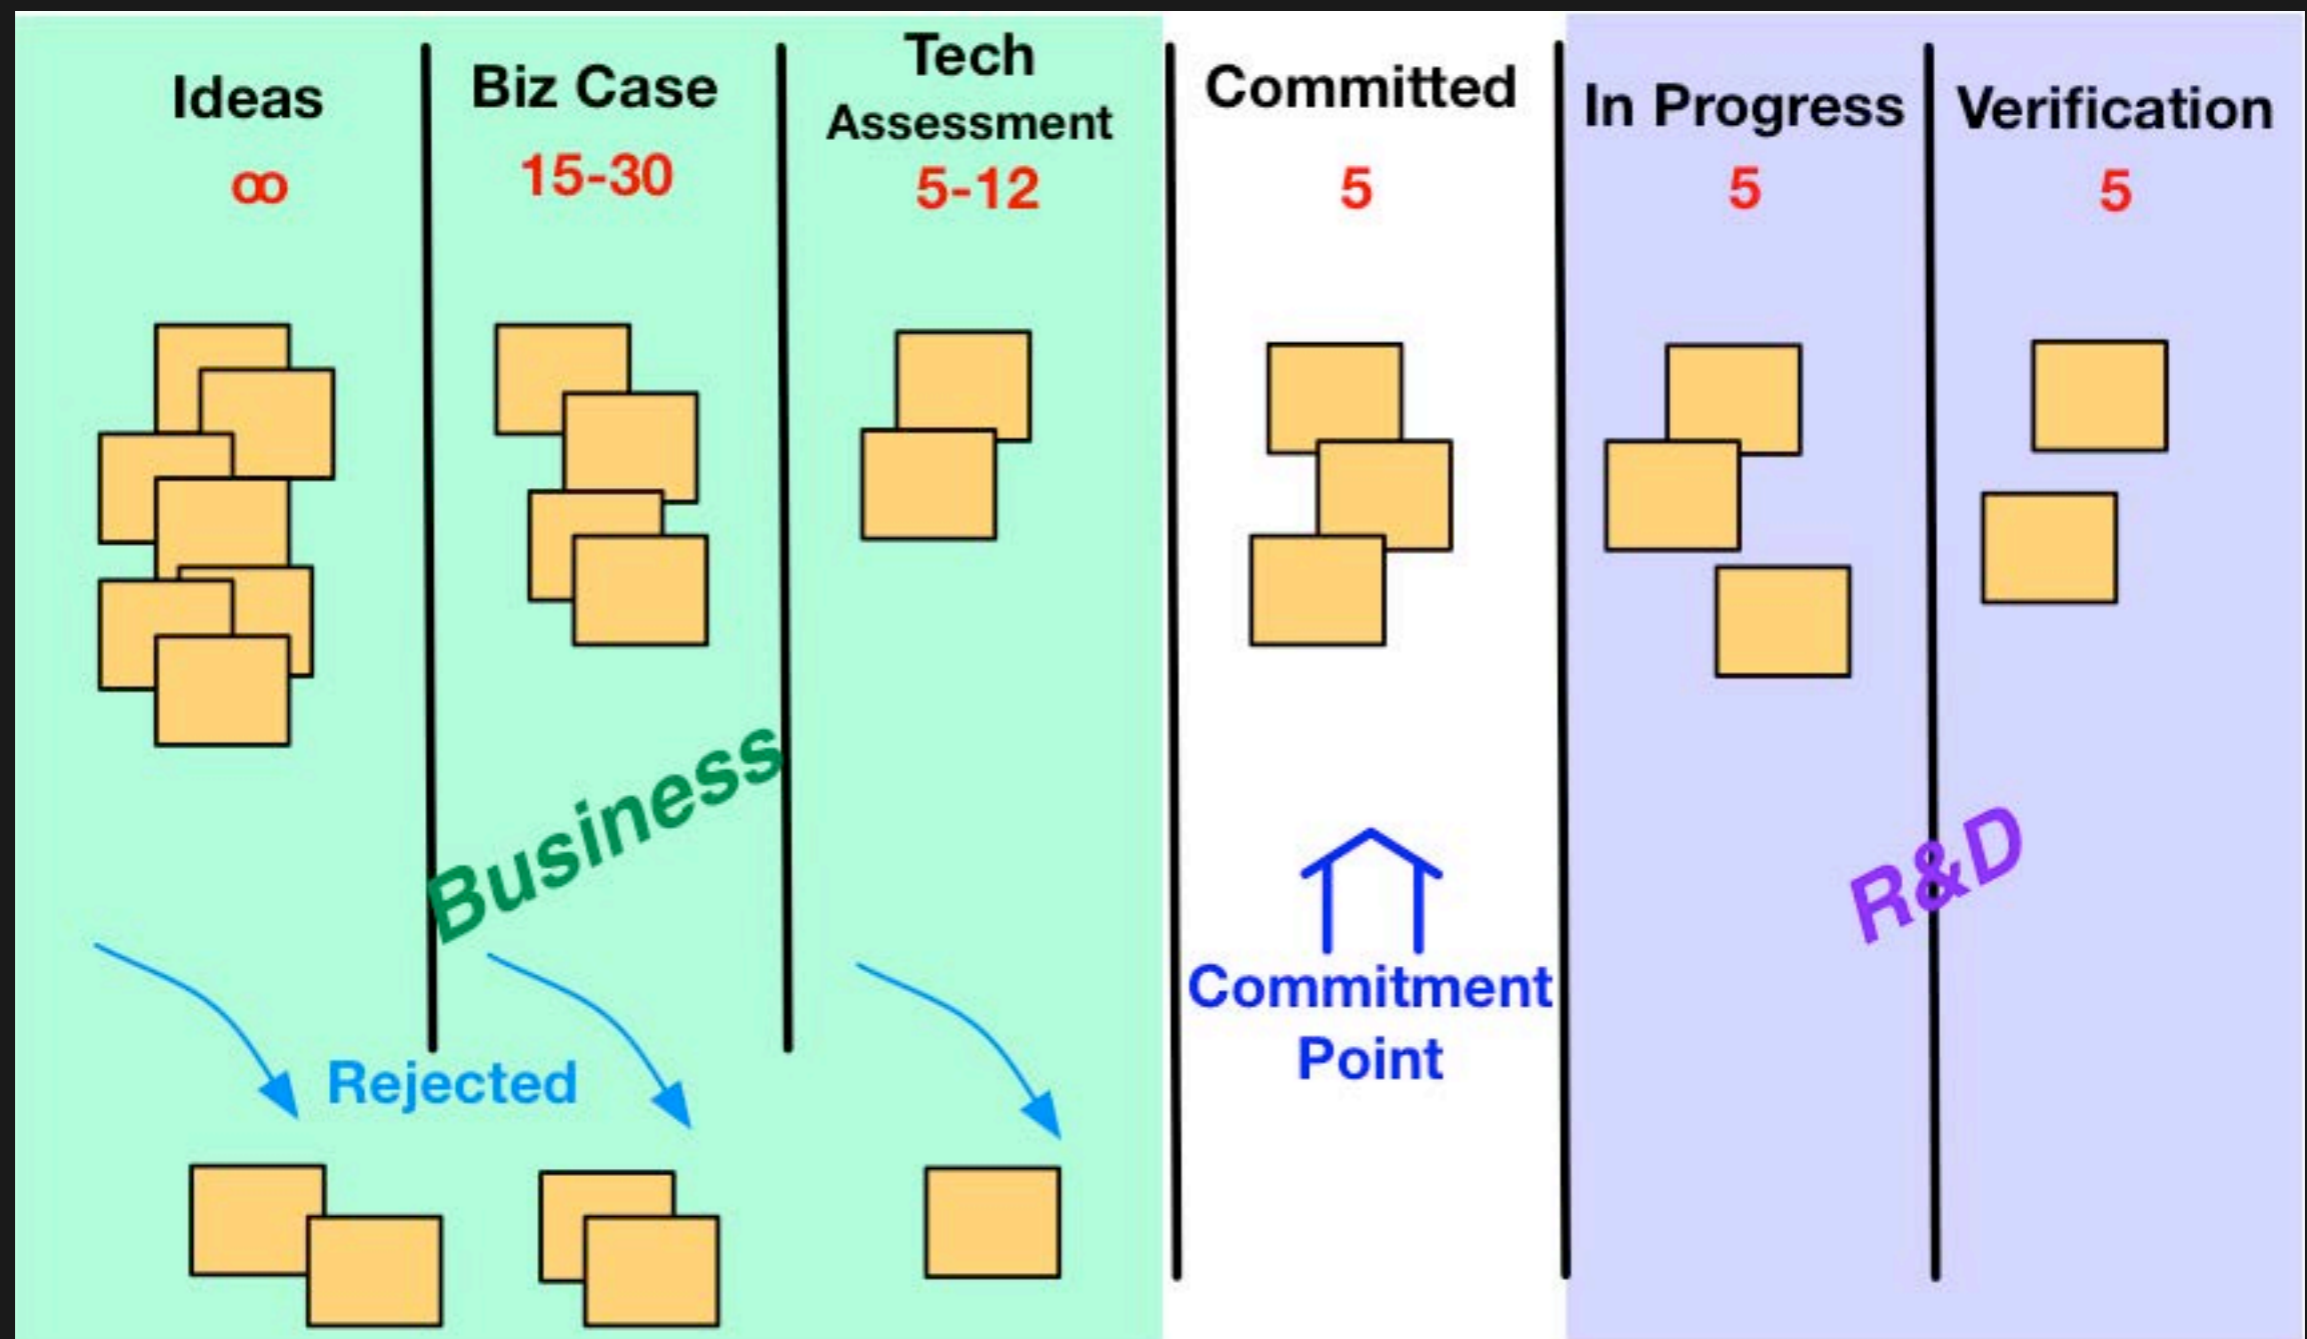 Ideas
∞
Biz Case
15-30
Tech
Assessment
5-12
Committed
5
In Progress
5
Verification
5
Business
R&D
Rejected
Commitment
Point